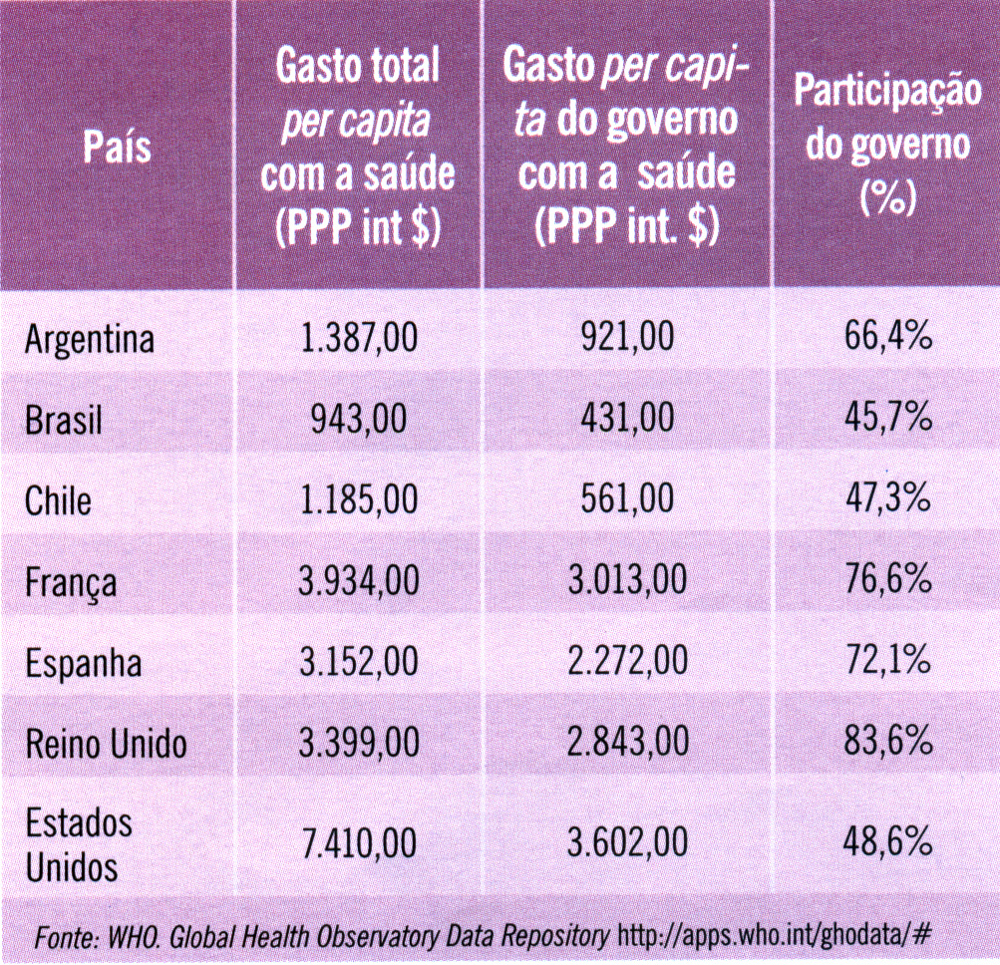 País
Gasto total
per capita
com a saúde
(PPP int $)
Gasto per capi-
ta do governo
com a saúde
(PPP int. $)
Participação
do governo
(%)
Argentina 1.387,00 921,00 66,4%
Brasil 943,00 431,00 45,7%
Chile 1.185,00 561,00 47,3%
França 3.934,00 3.013,00 76,6%
Espanha 3.152,00 2.272,00 72,1%
Reino Unido 3.399,00 2.843,00 83,6%
Estados
Unidos 7.410,00 3.602,00 48,6%
Fonte: WHO. Global Health Observatory Data Repository http://apps.who.int/ghodata/#